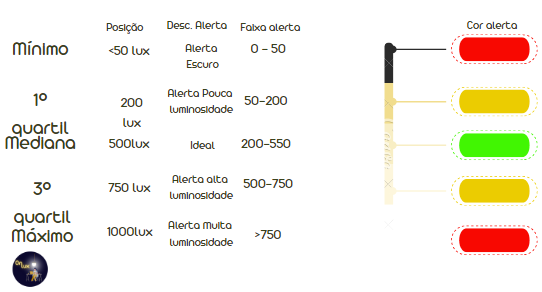 Posição Desc. Alerta Faixa alerta Cor alerta
Mínimo <50 lux Alerta Escuro 0 - 50
1º quartil 200 lux Alerta Pouca luminosidade 50-200
Mediana 500lux Ideal 200-550
3º quartil 750 lux Alerta alta luminosidade 500-750
Máximo 1000lux Alerta Muita luminosidade >750
On lux